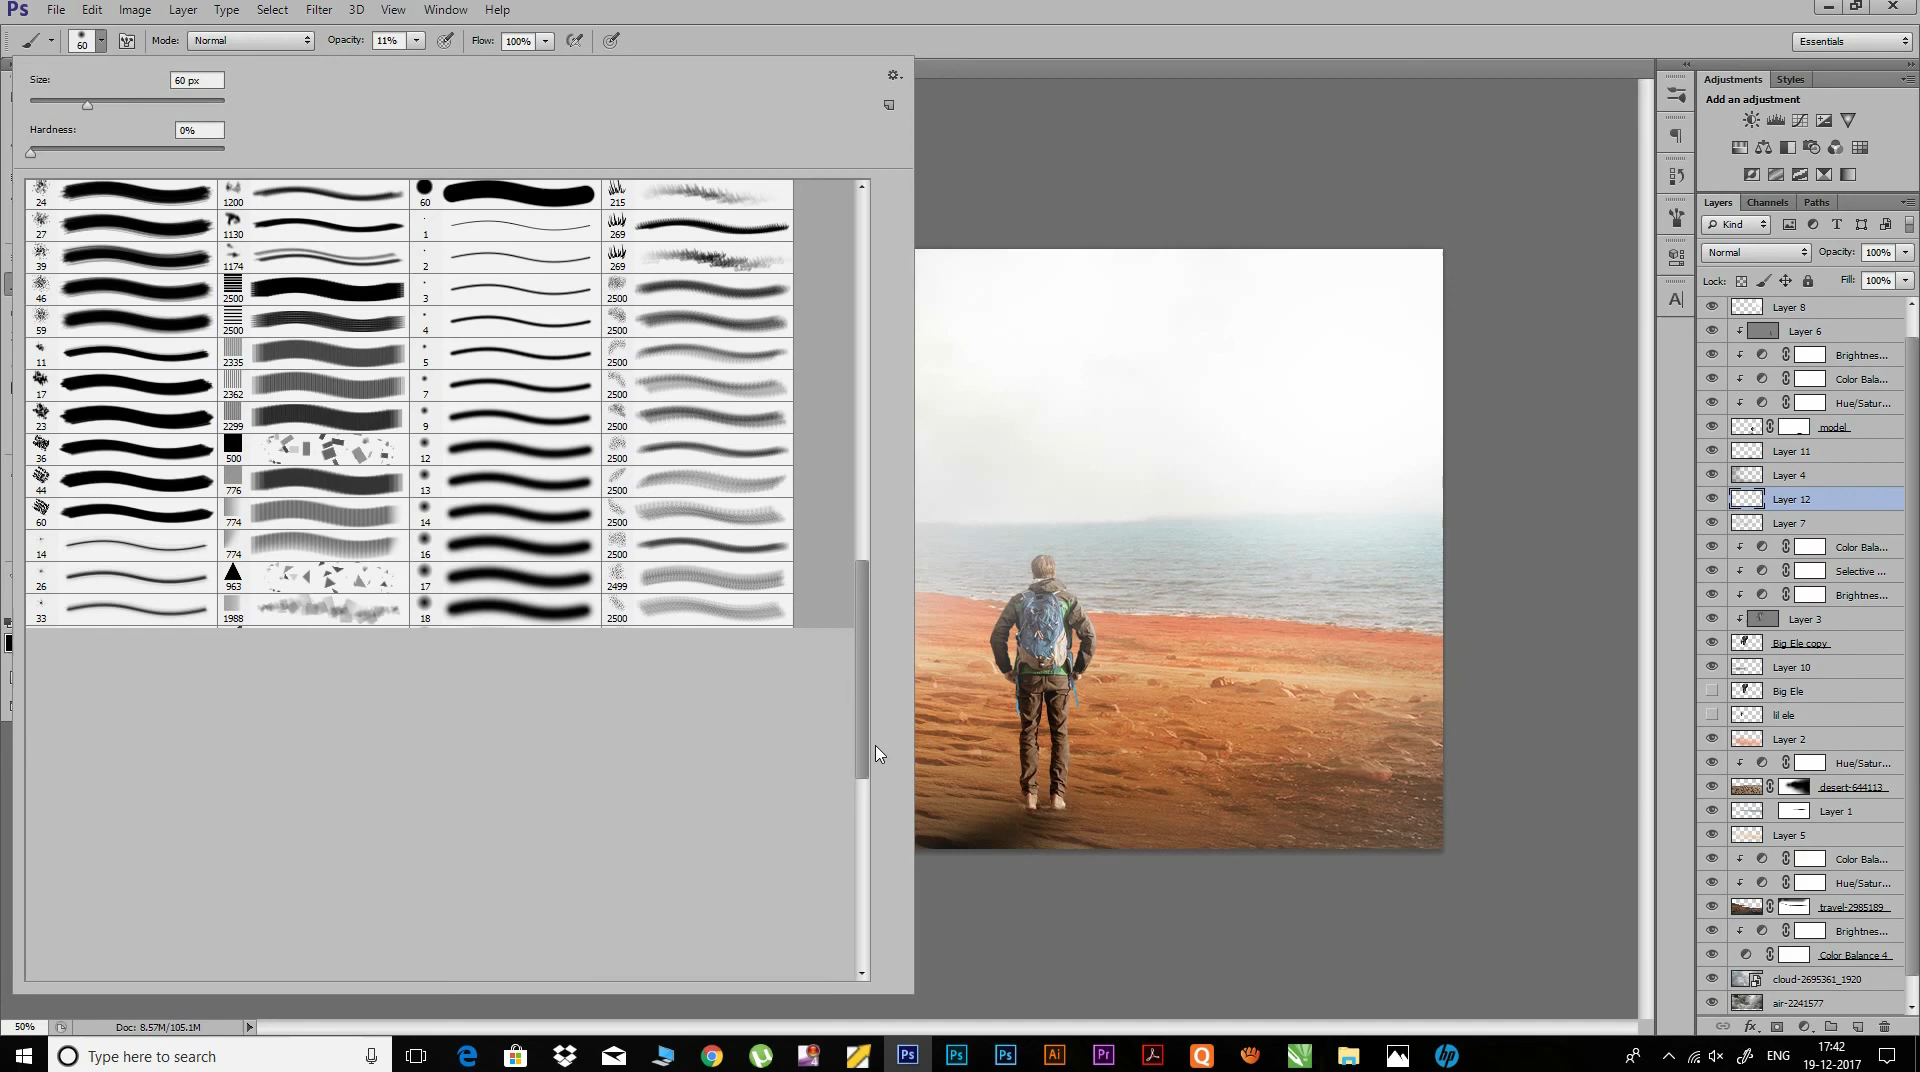 Ps File Edit Image Layer Type Select Filter 3D View Window Help
60 Mode: Normal Opacity: 11% Flow: 100% Essentials
Size: 60 px
Hardness: 0%
24 1200 60 215
27 1130 1 269
39 1174 2 269
46 2500 3 2500
59 2500 4 2500
11 2335 5 2500
17 2362 7 2500
23 2299 9 2500
36 500 12 2500
44 776 13 2500
60 774 14 2500
14 774 16 2500
26 963 17 2499
33 1988 18 2500
Adjustments Styles
Add an adjustment
Layers Channels Paths
Kind
Normal Opacity: 100%
Lock: Fill: 100%
Layer 8
Layer 6
Brightnes...
Color Bala...
Hue/Satur...
model
Layer 11
Layer 4
Layer 12
Layer 7
Color Bala...
Selective ...
Brightnes...
Layer 3
Big Ele copy
Layer 10
Big Ele
lil ele
Layer 2
Hue/Satur...
desert-644113
Layer 1
Layer 5
Color Bala...
Hue/Satur...
travel-2985189
Brightnes...
Color Balance 4
cloud-2695361_1920
air-2241577
50% Doc: 8.57M/105.1M
Type here to search
Ps Ps Ps Ai Pr Q hp
ENG 17:42
19-12-2017